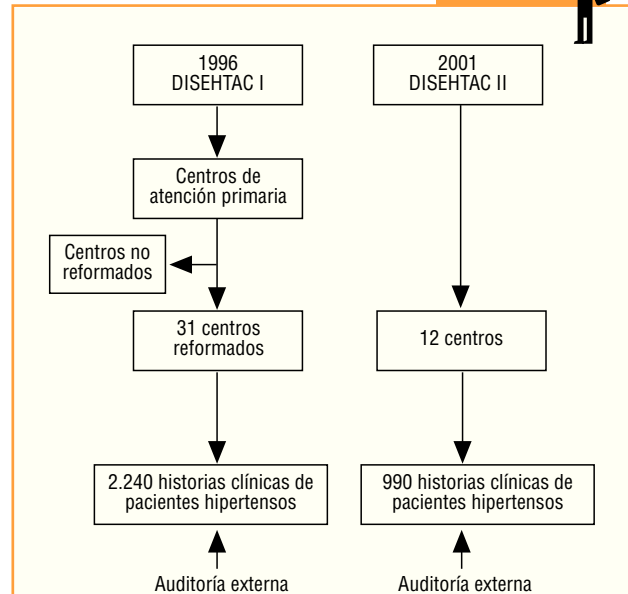 1996
DISEHTAC I
Centros de
atención primaria
Centros no
reformados
31 centros
reformados
2.240 historias clínicas de
pacientes hipertensos
Auditoría externa
2001
DISEHTAC II
12 centros
990 historias clínicas de
pacientes hipertensos
Auditoría externa